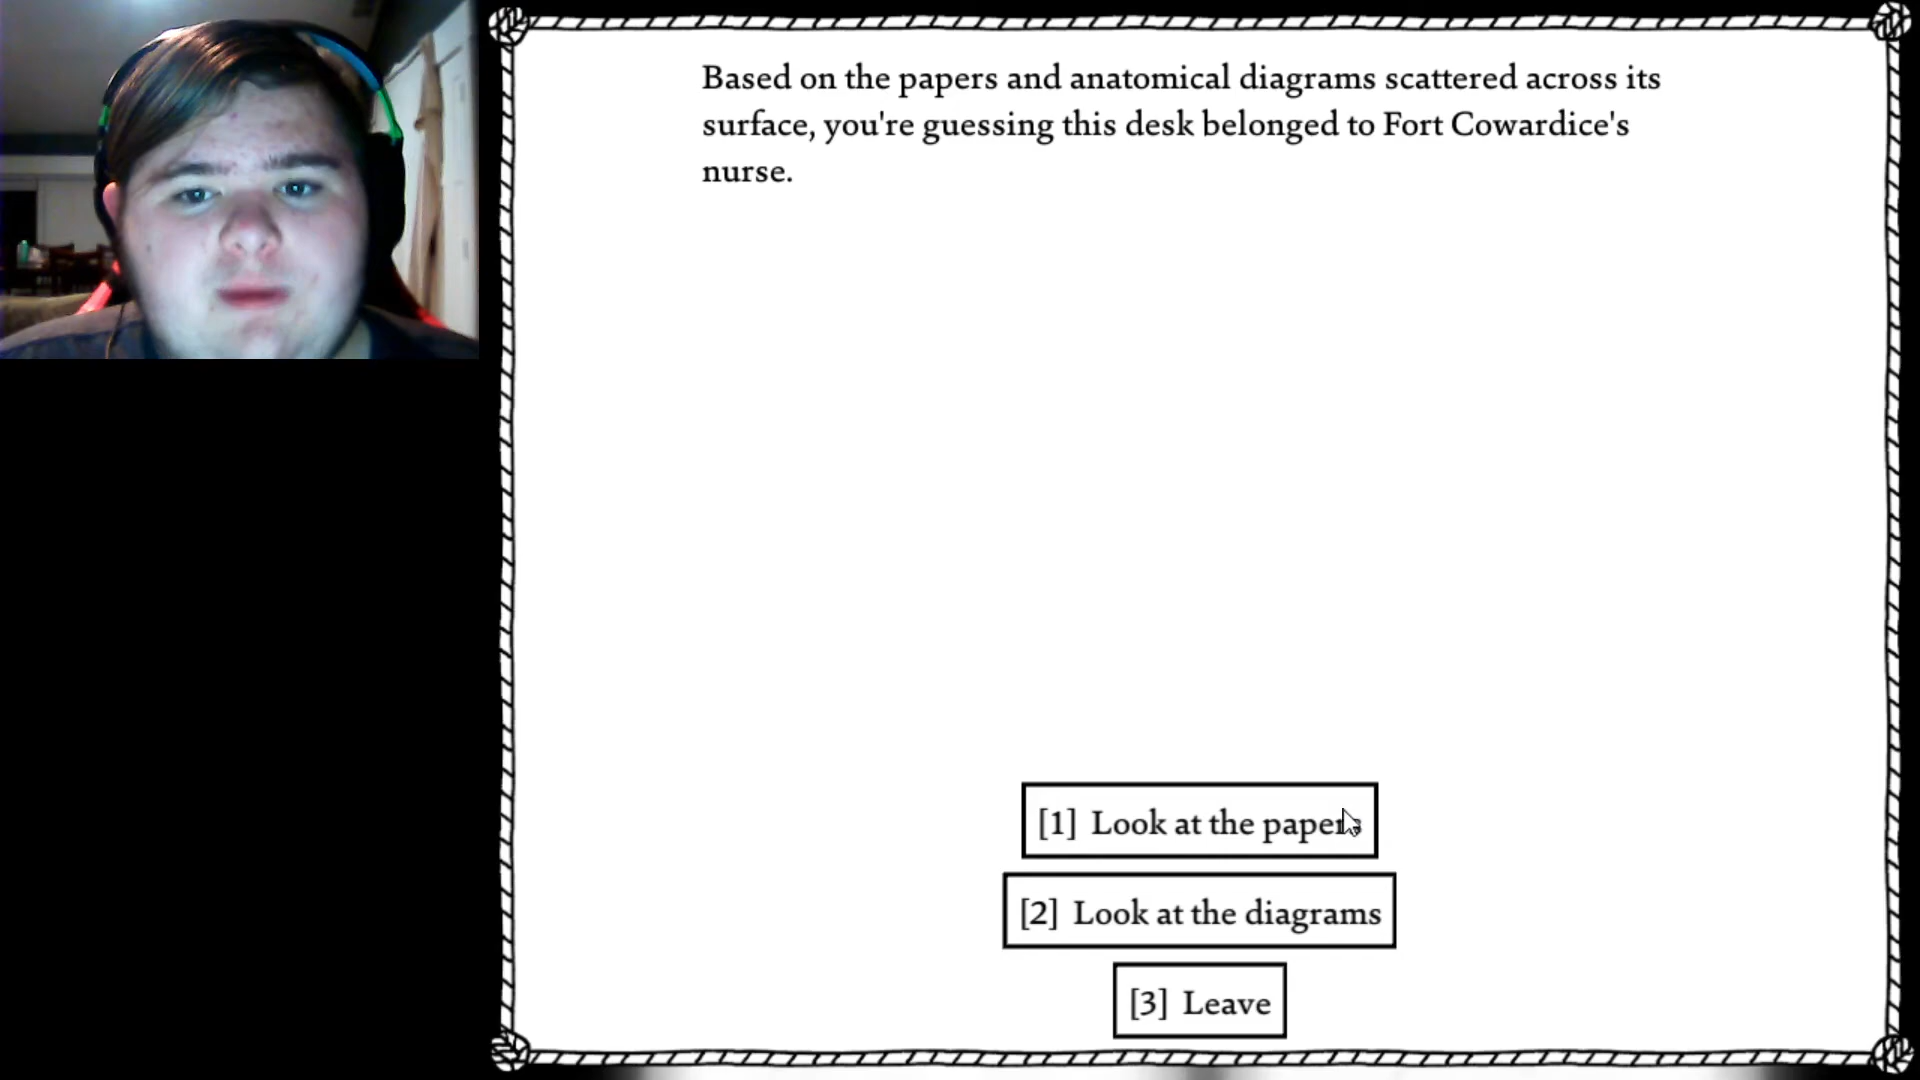 Based on the papers and anatomical diagrams scattered across its
surface, you're guessing this desk belonged to Fort Cowardice's
nurse.
[1] Look at the papers
[2] Look at the diagrams
[3] Leave